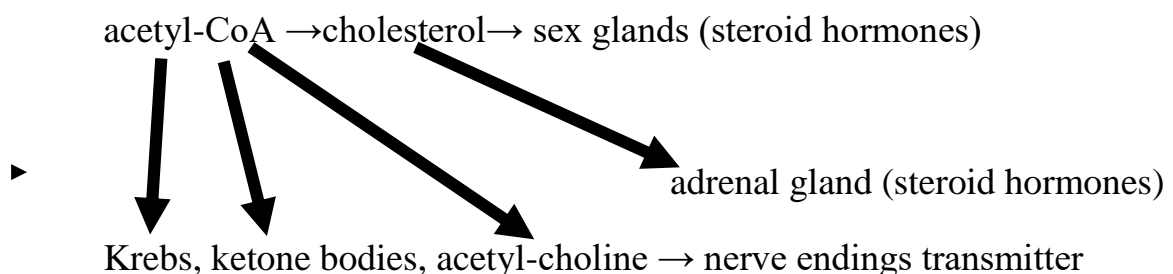 acetyl-CoA →cholesterol→ sex glands (steroid hormones)
adrenal gland (steroid hormones)
Krebs, ketone bodies, acetyl-choline → nerve endings transmitter